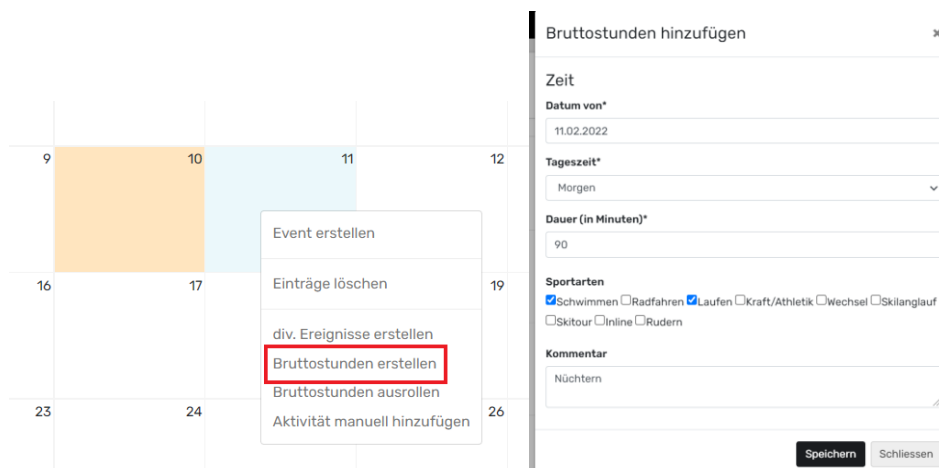 9 10 11 12
Event erstellen
16 17 Einträge löschen 19
div. Ereignisse erstellen
Bruttostunden erstellen
Bruttostunden ausrollen
23 24 Aktivität manuell hinzufügen 26
Bruttostunden hinzufügen ×
Zeit
Datum von*
11.02.2022
Tageszeit*
Morgen
Dauer (in Minuten)*
90
Sportarten
Schwimmen Radfahren Laufen Kraft/Athletik Wechsel Skilanglauf
Skitour Inline Rudern
Kommentar
Nüchtern
Speichern Schliessen